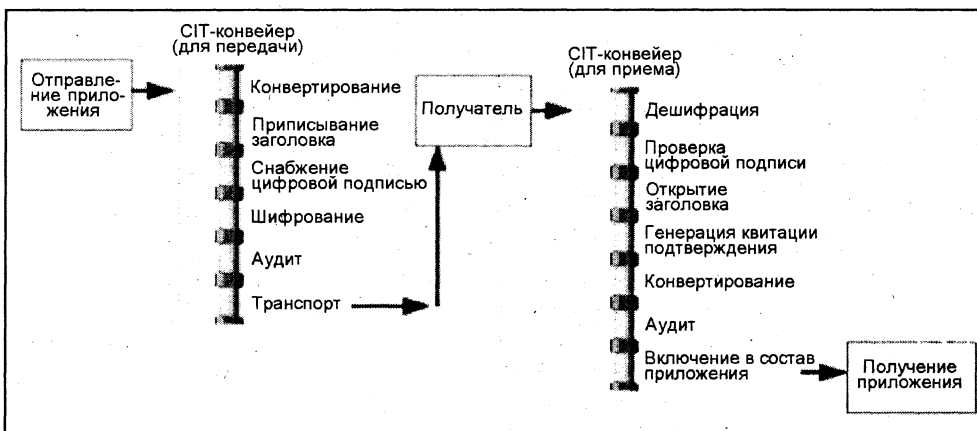 CIT-конвейер
(для передачи)
Отправле-
ние прило-
жения
Конвертирование
Приписывание
заголовка
Снабжение
цифровой подписью
Шифрование
Аудит
Транспорт
Получатель
CIT-конвейер
(для приема)
Дешифрация
Проверка
цифровой подписи
Открытие
заголовка
Генерация квитации
подтверждения
Конвертирование
Аудит
Включение в состав
приложения
Получение
приложения